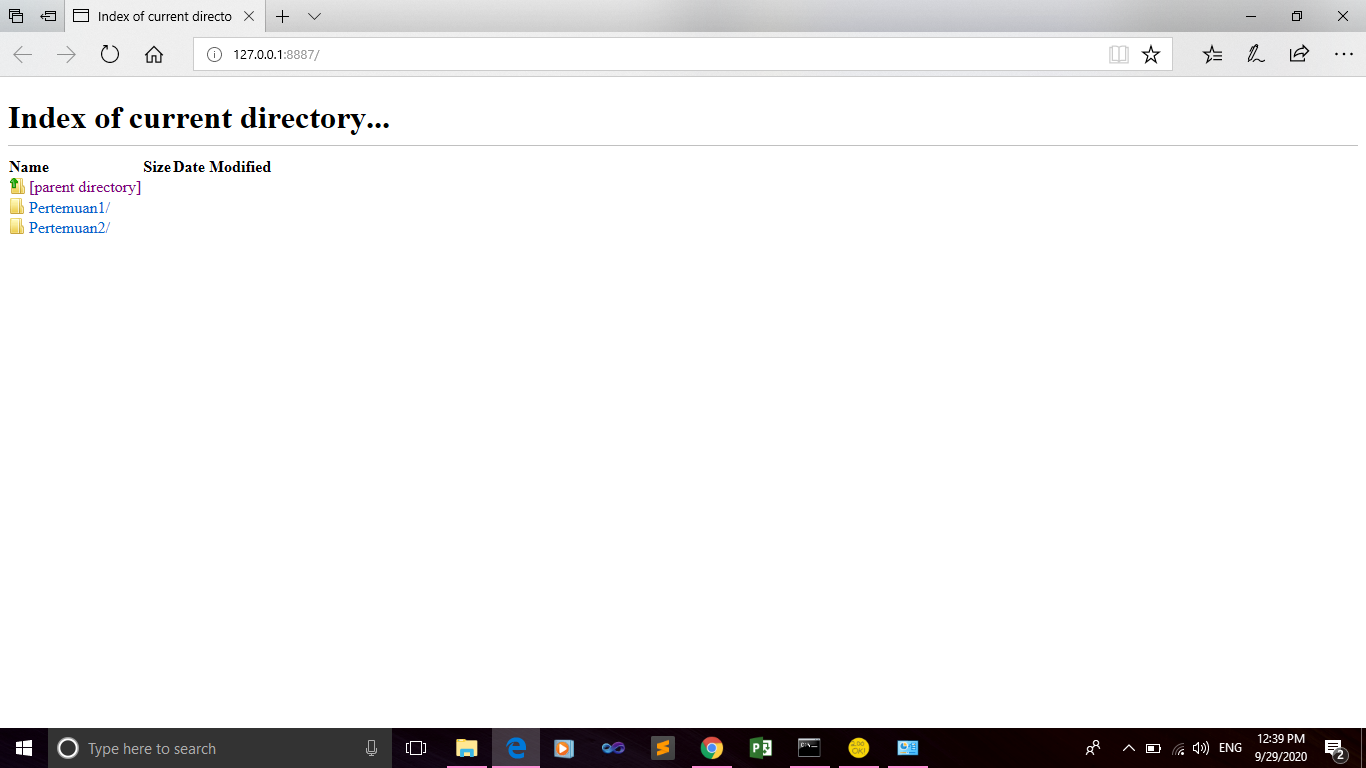 Index of current directo
127.0.0.1:8887/
Index of current directory...
Name Size Date Modified
[parent directory]
Pertemuan1/
Pertemuan2/
Type here to search
ENG
12:39 PM
9/29/2020
2